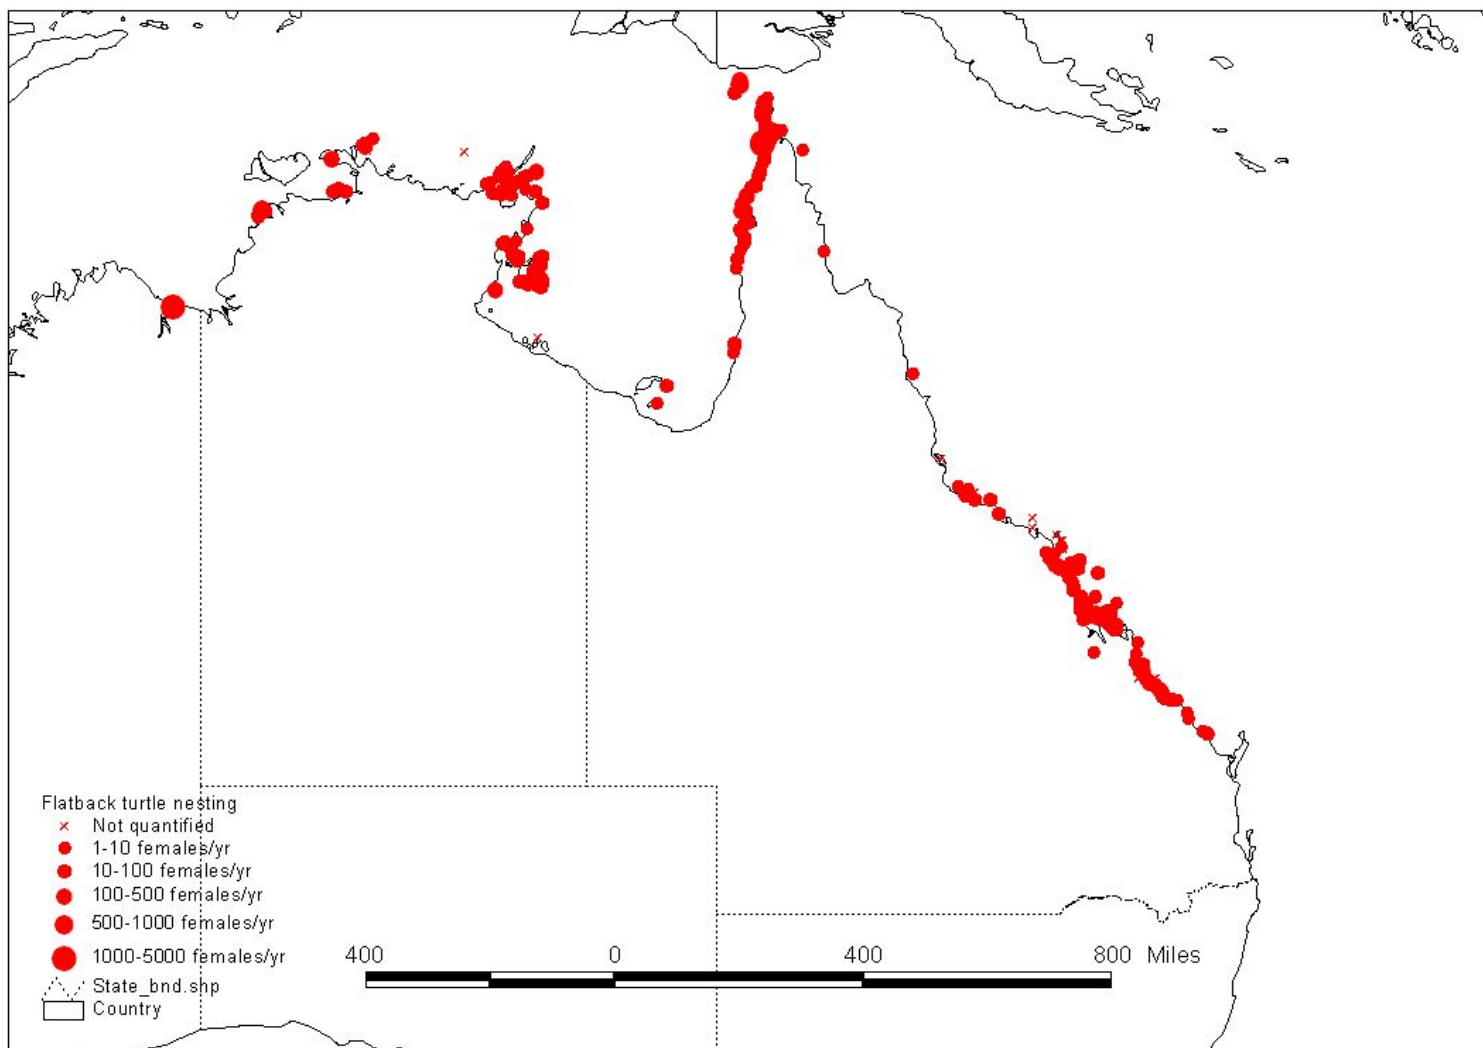 Flatback turtle nesting
Not quantified
1-10 females/yr
10-100 females/yr
100-500 females/yr
500-1000 females/yr
1000-5000 females/yr
State_bnd.shp
Country
400 0 400 800 Miles